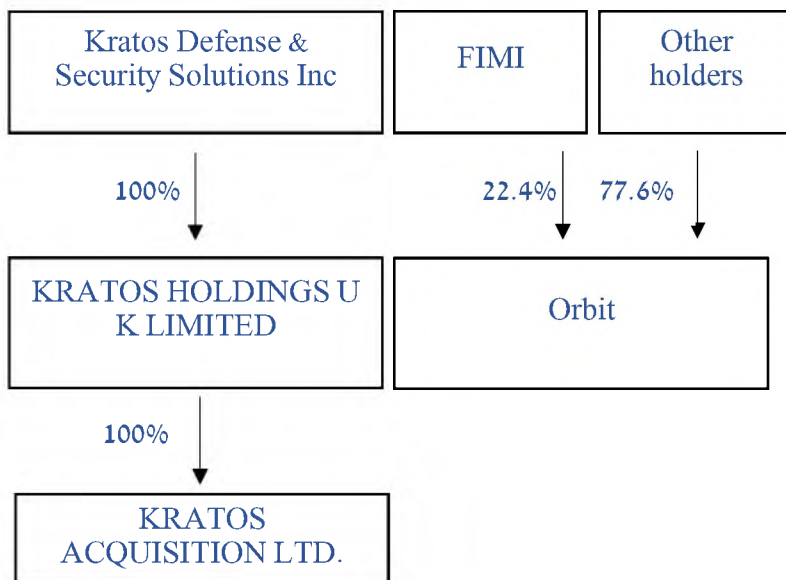 Kratos Defense &
Security Solutions Inc
FIMI
Other
holders
100%
22.4%
77.6%
KRATOS HOLDINGS U
K LIMITED
Orbit
100%
KRATOS
ACQUISITION LTD.